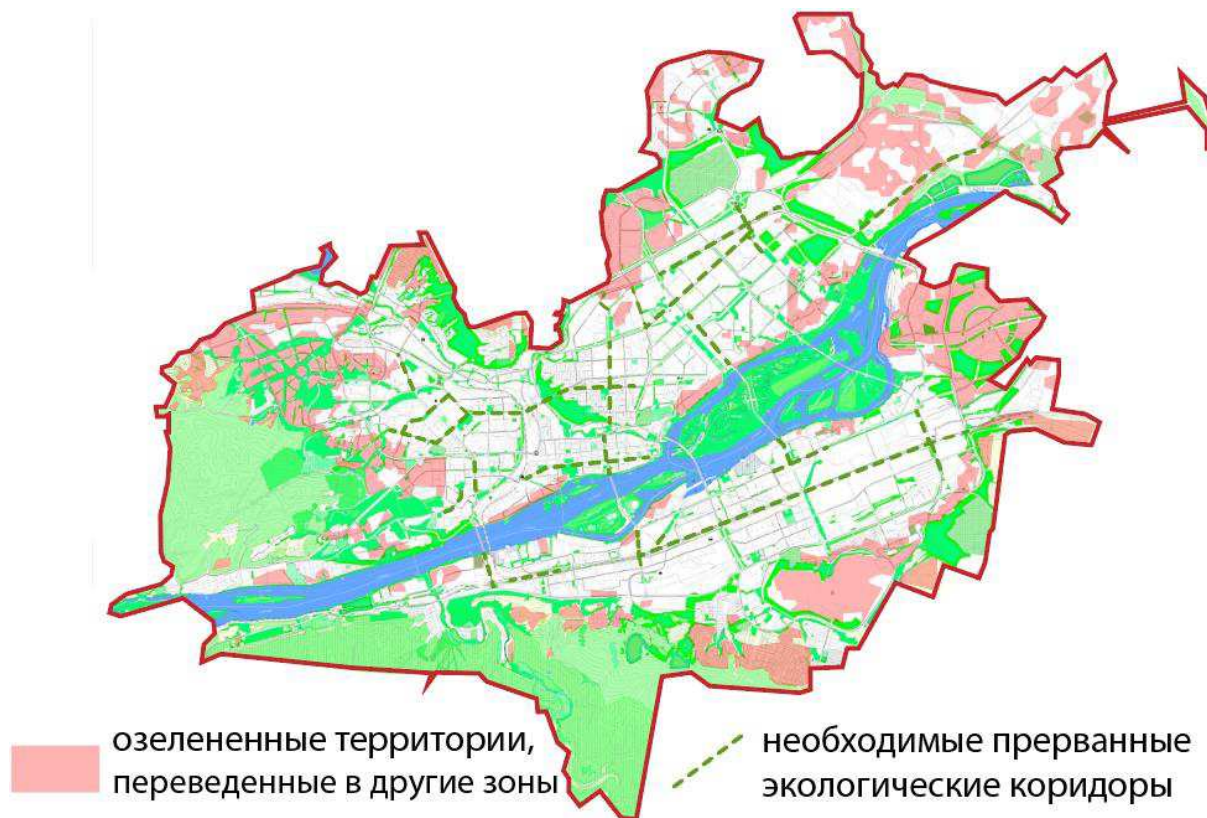 озелененные территории,
переведенные в другие зоны
необходимые прерванные
экологические коридоры